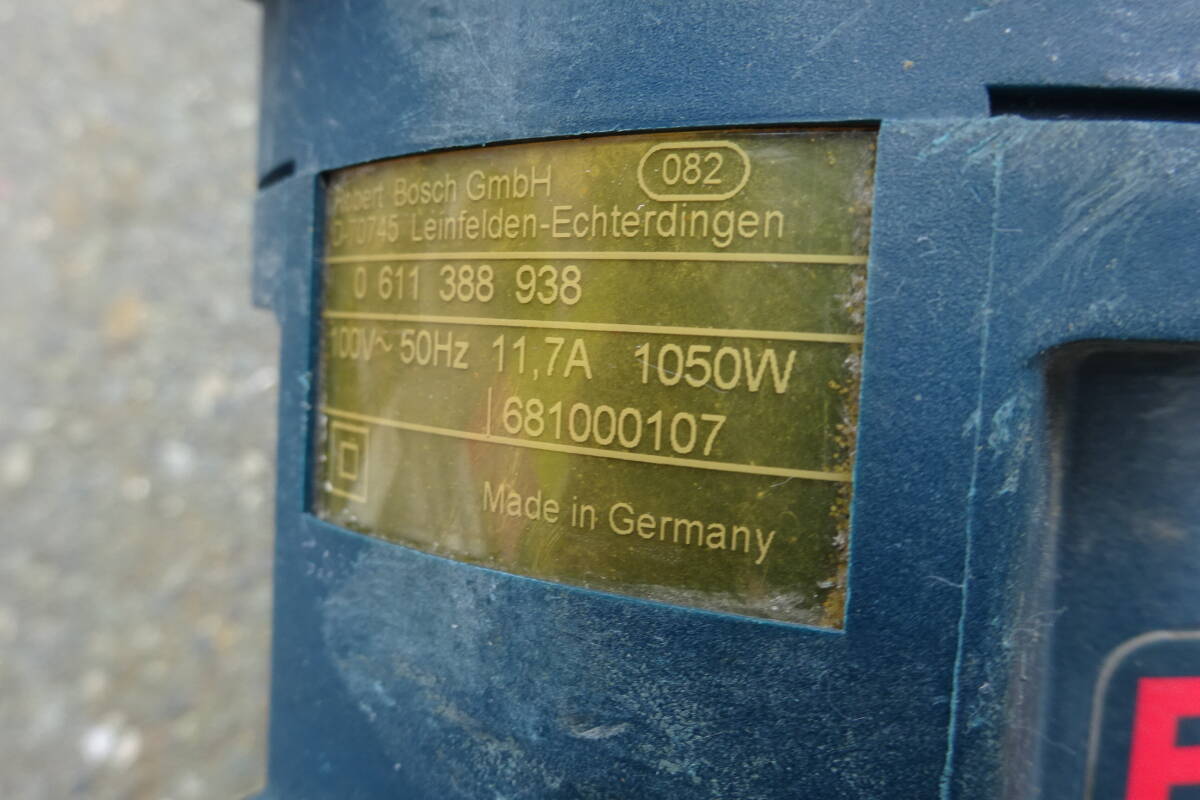 Robert Bosch GmbH 082
D-70745 Leinfelden-Echterdingen
0 611 388 938
100V~ 50Hz 11,7A 1050W
681000107
Made in Germany